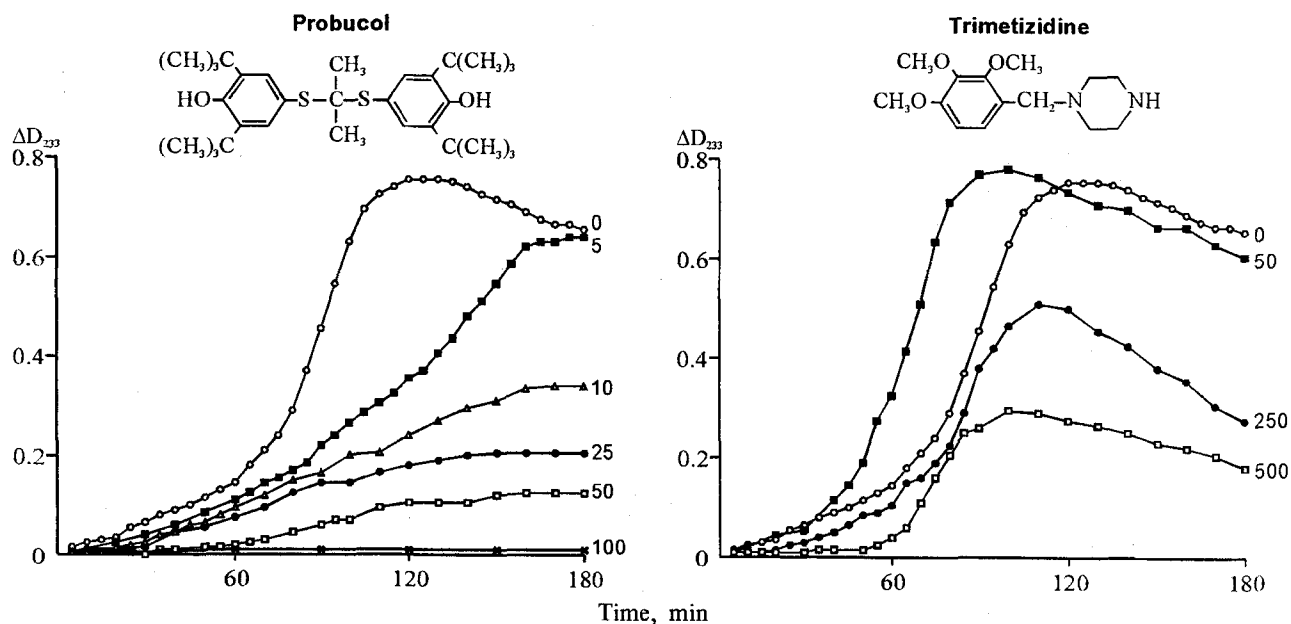 Probucol
(CH₃)₃C
CH₃
C(CH₃)₃
HO
S
C
S
OH
(CH₃)₃C
CH₃
C(CH₃)₃
ΔD₂₃₃
0.8
0.6
0.4
0.2
0
60
120
180
0
5
10
25
50
100
Trimetizidine
CH₃O
OCH₃
CH₃O
CH₂
N
NH
ΔD₂₃₃
0.8
0.6
0.4
0.2
0
60
120
180
0
50
250
500
Time, min